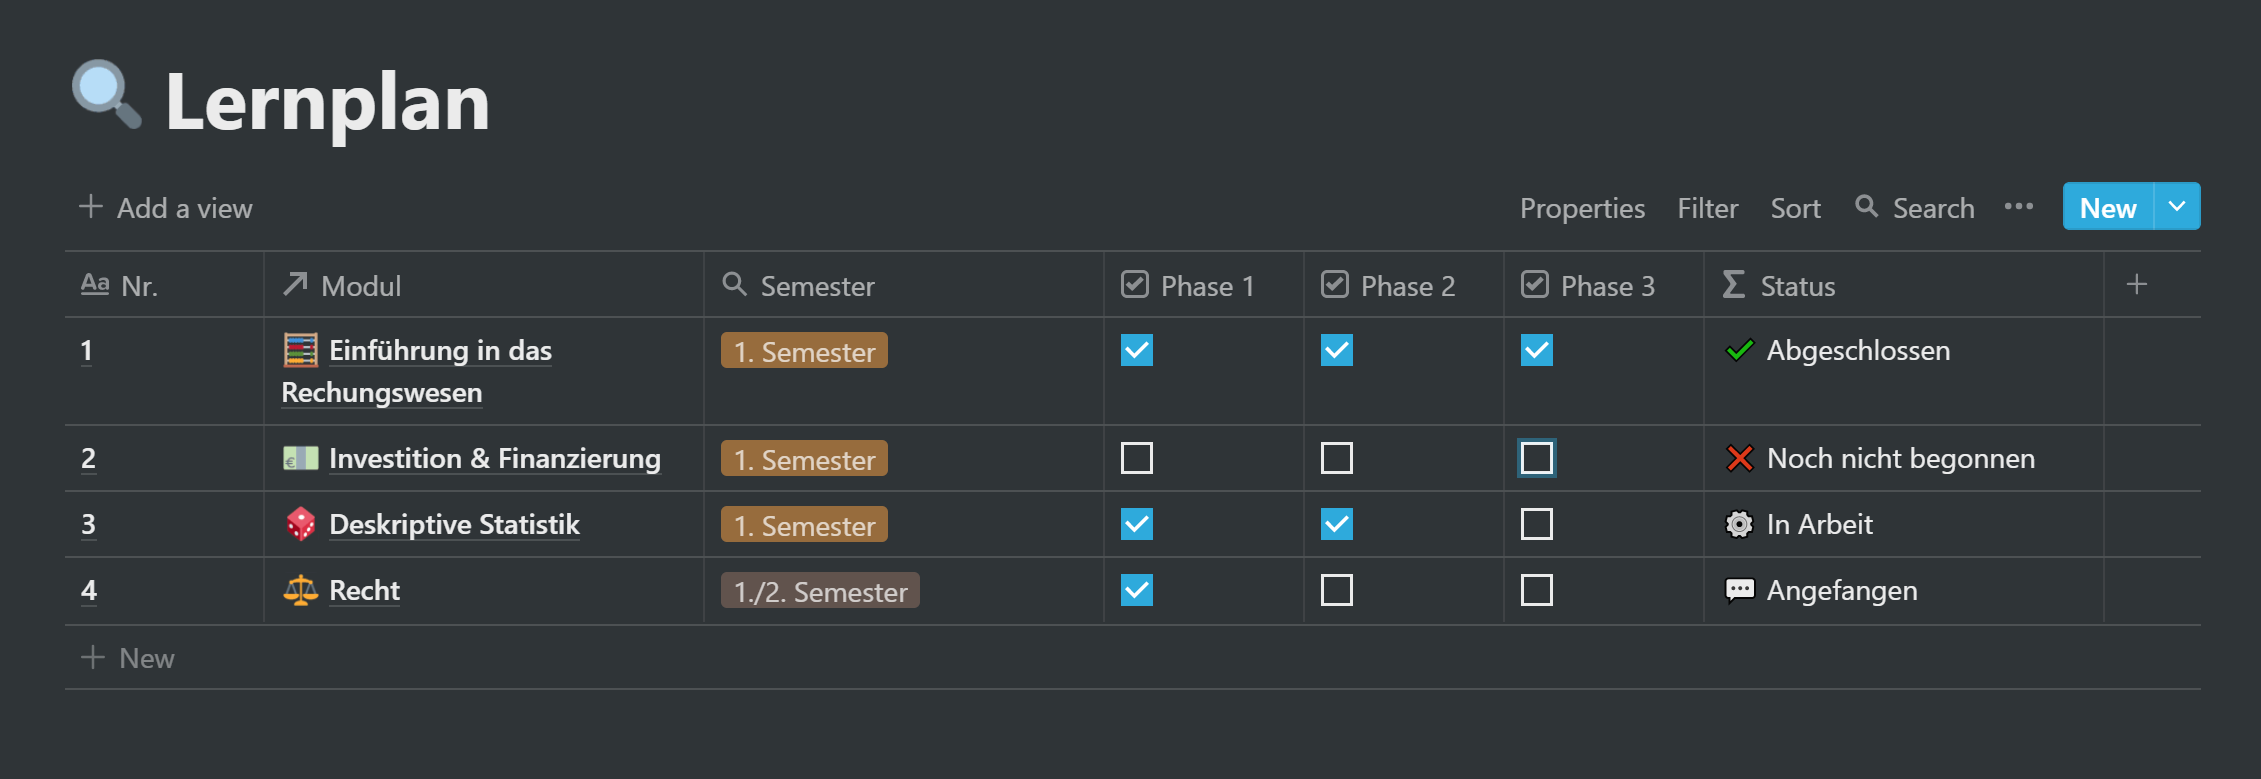 Lernplan
Add a view
Properties Filter Sort Search New
Aa Nr. Modul Semester Phase 1 Phase 2 Phase 3 Σ Status
1 Einführung in das 1. Semester Abgeschlossen
Rechungswesen
2 Investition & Finanzierung 1. Semester Noch nicht begonnen
3 Deskriptive Statistik 1. Semester In Arbeit
4 Recht 1./2. Semester Angefangen
New